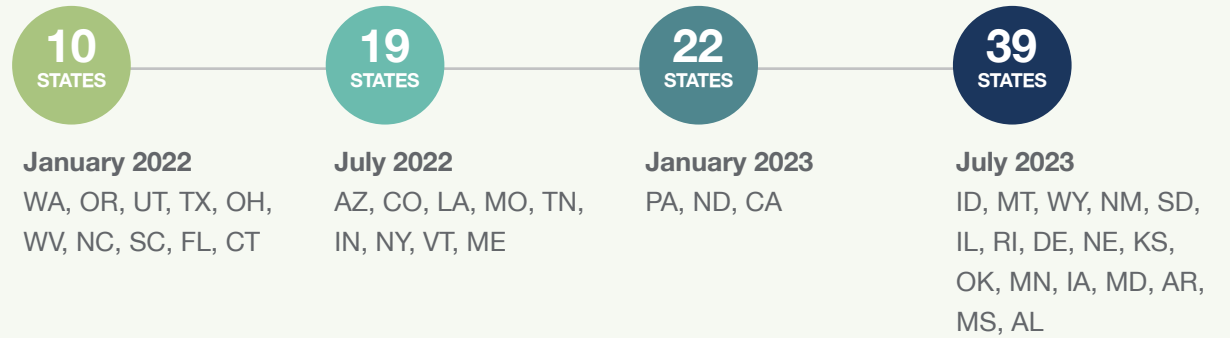 10
STATES
January 2022
WA, OR, UT, TX, OH,
WV, NC, SC, FL, CT
19
STATES
July 2022
AZ, CO, LA, MO, TN,
IN, NY, VT, ME
22
STATES
January 2023
PA, ND, CA
39
STATES
July 2023
ID, MT, WY, NM, SD,
IL, RI, DE, NE, KS,
OK, MN, IA, MD, AR,
MS, AL